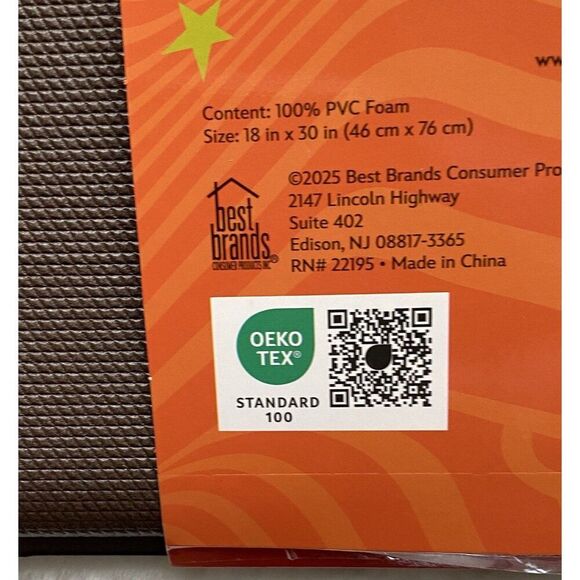 ww
Content: 100% PVC Foam
Size: 18 in x 30 in (46 cm x 76 cm)
©2025 Best Brands Consumer Pro
2147 Lincoln Highway
Suite 402
Edison, NJ 08817-3365
RN# 22195 • Made in China
best
brands®
CONSUMER PRODUCTS INC
OEKO
TEX®
STANDARD
100